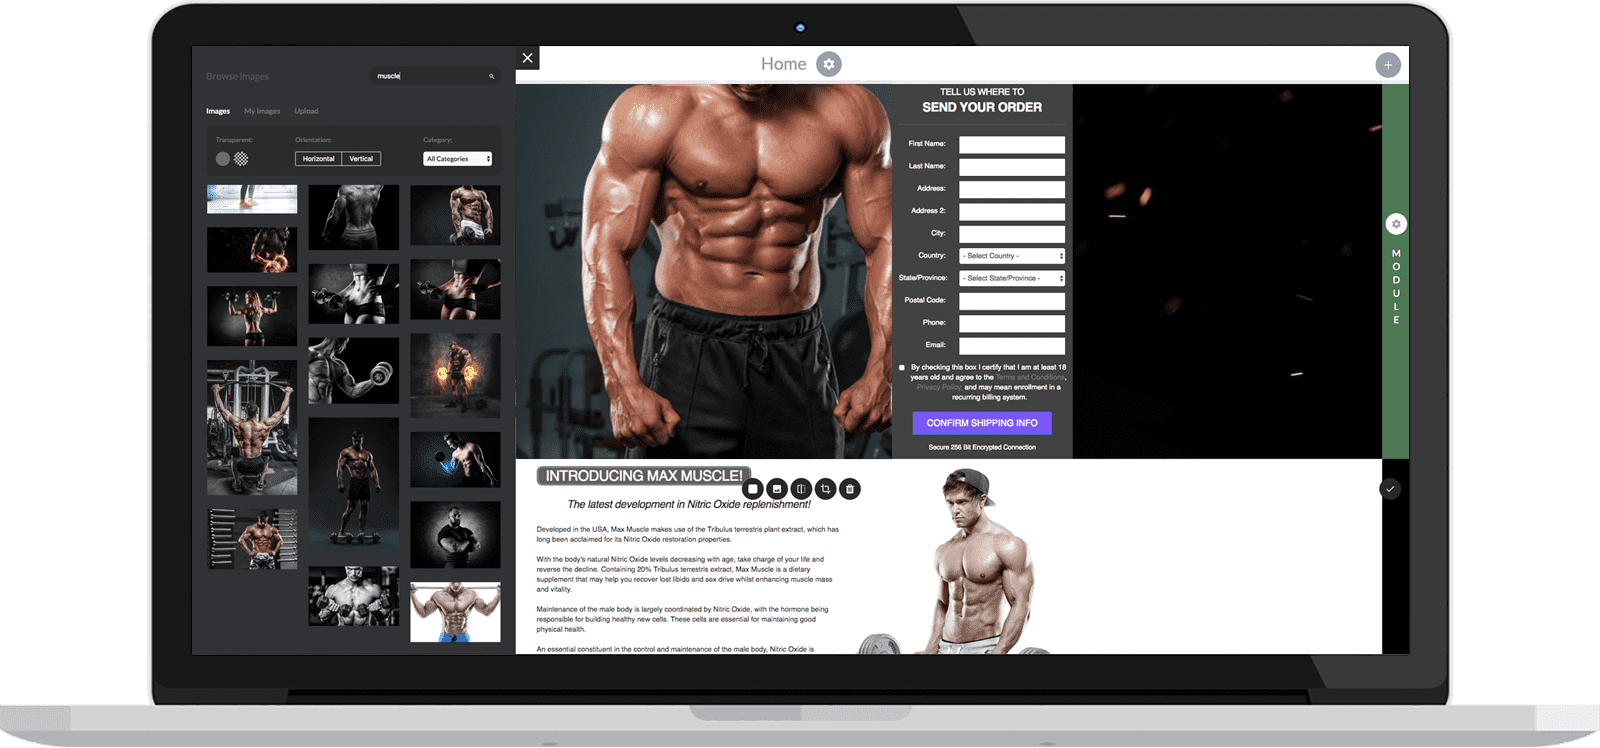 Browse Images
muscle
Images
My Images
Upload
Transparent:
Orientation:
Category:
Horizontal
Vertical
All Categories
Home
TELL US WHERE TO
SEND YOUR ORDER
First Name:
Last Name:
Address:
Address 2:
City:
Country:
- Select Country -
State/Province:
- Select State/Province -
Postal Code:
Phone:
Email:
By checking this box I certify that I am at least 18
years old and agree to the Terms and Conditions,
Privacy Policy, and may mean enrollment in a
recurring billing system.
CONFIRM SHIPPING INFO
Secure 256 Bit Encrypted Connection
MODULE
INTRODUCING MAX MUSCLE!
The latest development in Nitric Oxide replenishment!
Developed in the USA, Max Muscle makes use of the Tribulus terrestris plant extract, which has
long been acclaimed for its Nitric Oxide restoration properties.
With the body's natural Nitric Oxide levels decreasing with age, take charge of your life and
reverse the decline. Containing 20% Tribulus terrestris extract, Max Muscle is a dietary
supplement that may help you recover lost libido and sex drive whilst enhancing muscle mass
and vitality.
Maintenance of the male body is largely coordinated by Nitric Oxide, with the hormone being
responsible for building healthy new cells. These cells are essential for maintaining good
physical health.
An essential constituent in the control and maintenance of the male body, Nitric Oxide is